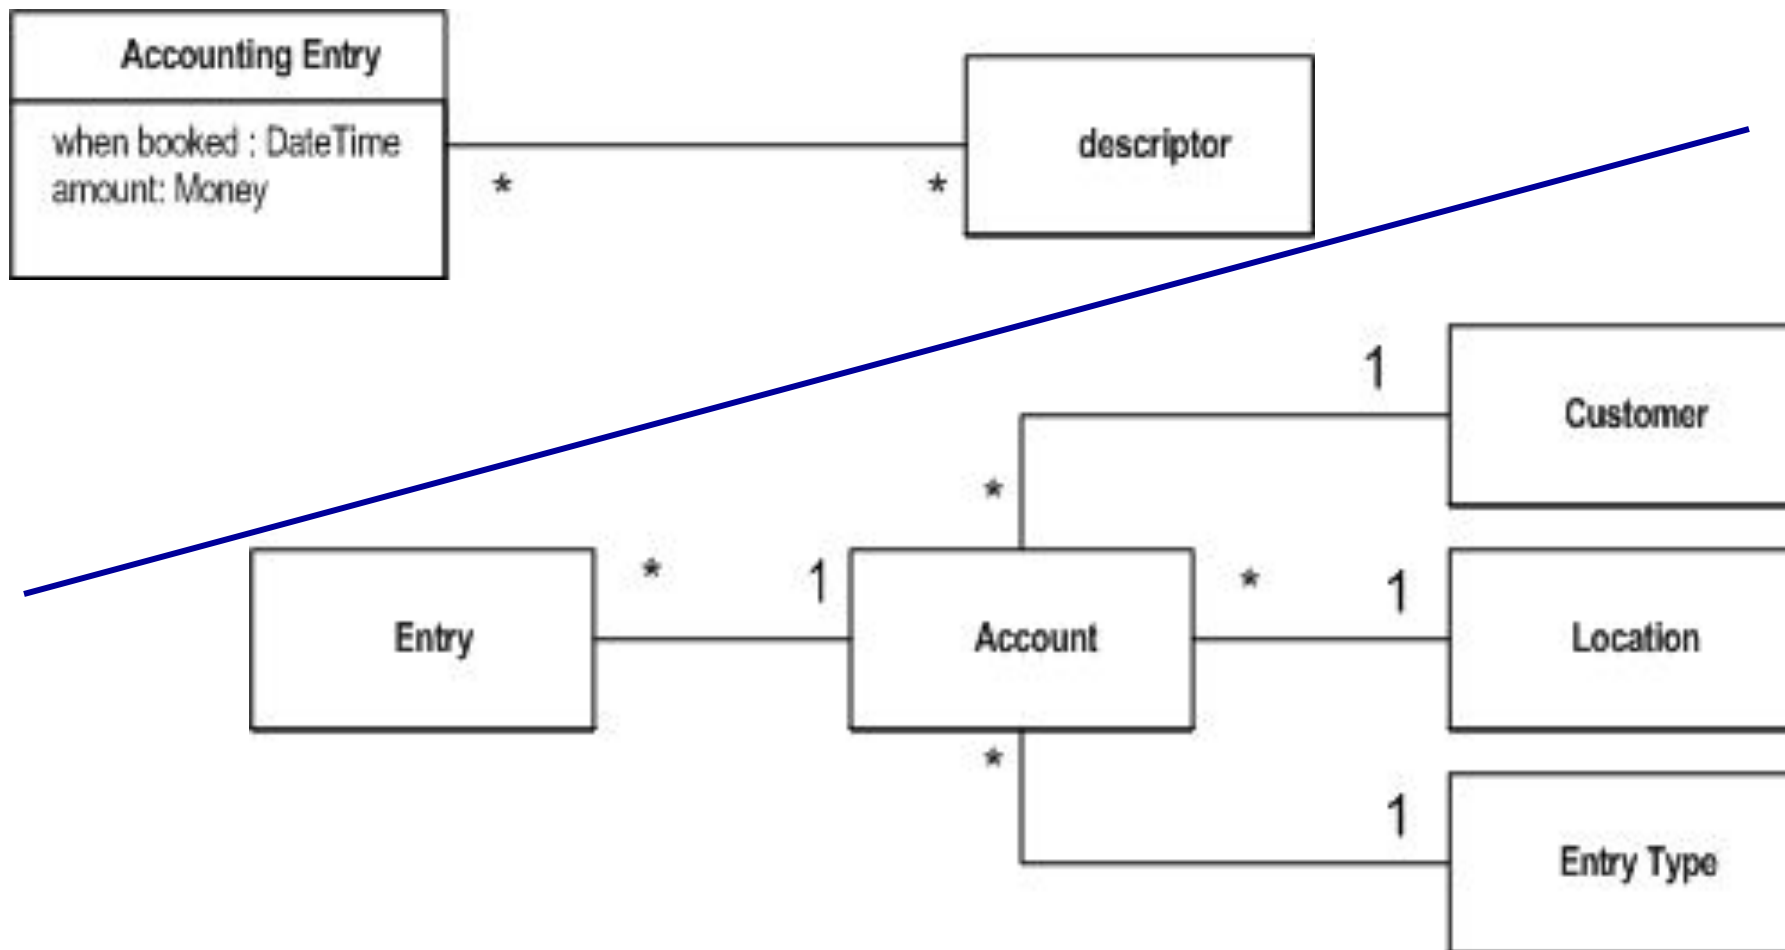 Accounting Entry
when booked : DateTime
amount: Money
descriptor
*
*
1
Customer
*
*
1
*
1
Entry
Account
Location
*
1
Entry Type